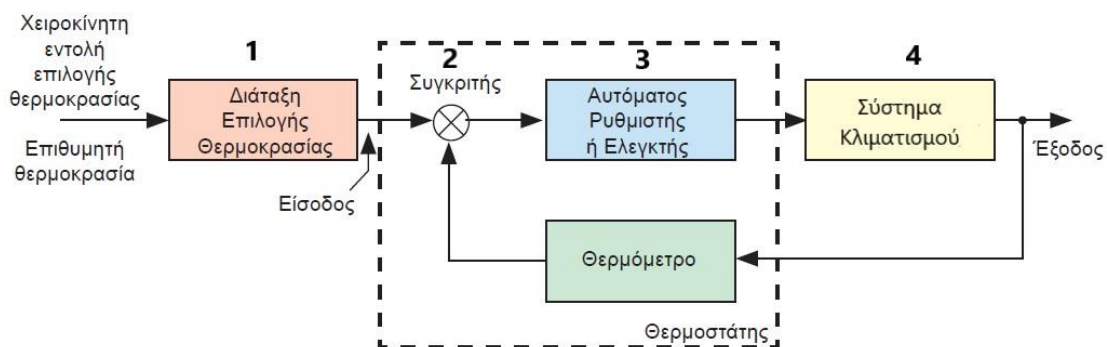 Χειροκίνητη
εντολή
επιλογής
θερμοκρασίας
Επιθυμητή
θερμοκρασία
1
Διάταξη
Επιλογής
Θερμοκρασίας
Είσοδος
2
Συγκριτής
3
Αυτόματος
Ρυθμιστής
ή Ελεγκτής
4
Σύστημα
Κλιματισμού
Έξοδος
Θερμόμετρο
Θερμοστάτης